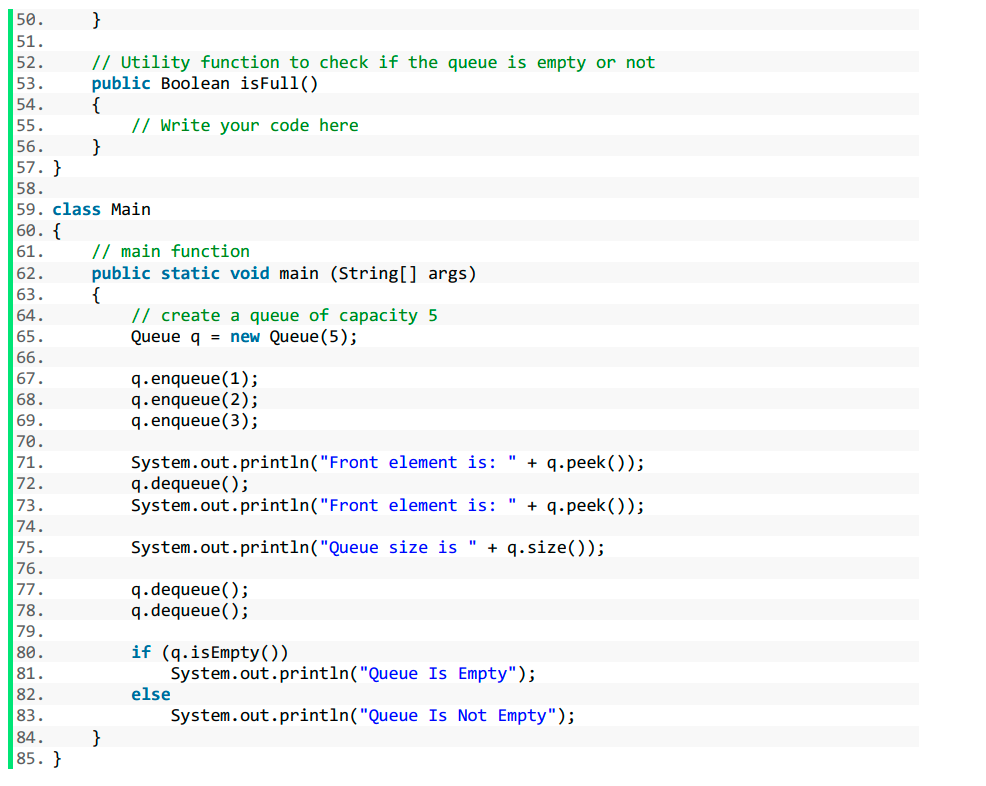 50.     }
51.
52.     // Utility function to check if the queue is empty or not
53.     public Boolean isFull()
54.     {
55.         // Write your code here
56.     }
57. }
58.
59. class Main
60. {
61.     // main function
62.     public static void main (String[] args)
63.     {
64.         // create a queue of capacity 5
65.         Queue q = new Queue(5);
66.
67.         q.enqueue(1);
68.         q.enqueue(2);
69.         q.enqueue(3);
70.
71.         System.out.println("Front element is: " + q.peek());
72.         q.dequeue();
73.         System.out.println("Front element is: " + q.peek());
74.
75.         System.out.println("Queue size is " + q.size());
76.
77.         q.dequeue();
78.         q.dequeue();
79.
80.         if (q.isEmpty())
81.             System.out.println("Queue Is Empty");
82.         else
83.             System.out.println("Queue Is Not Empty");
84.     }
85. }